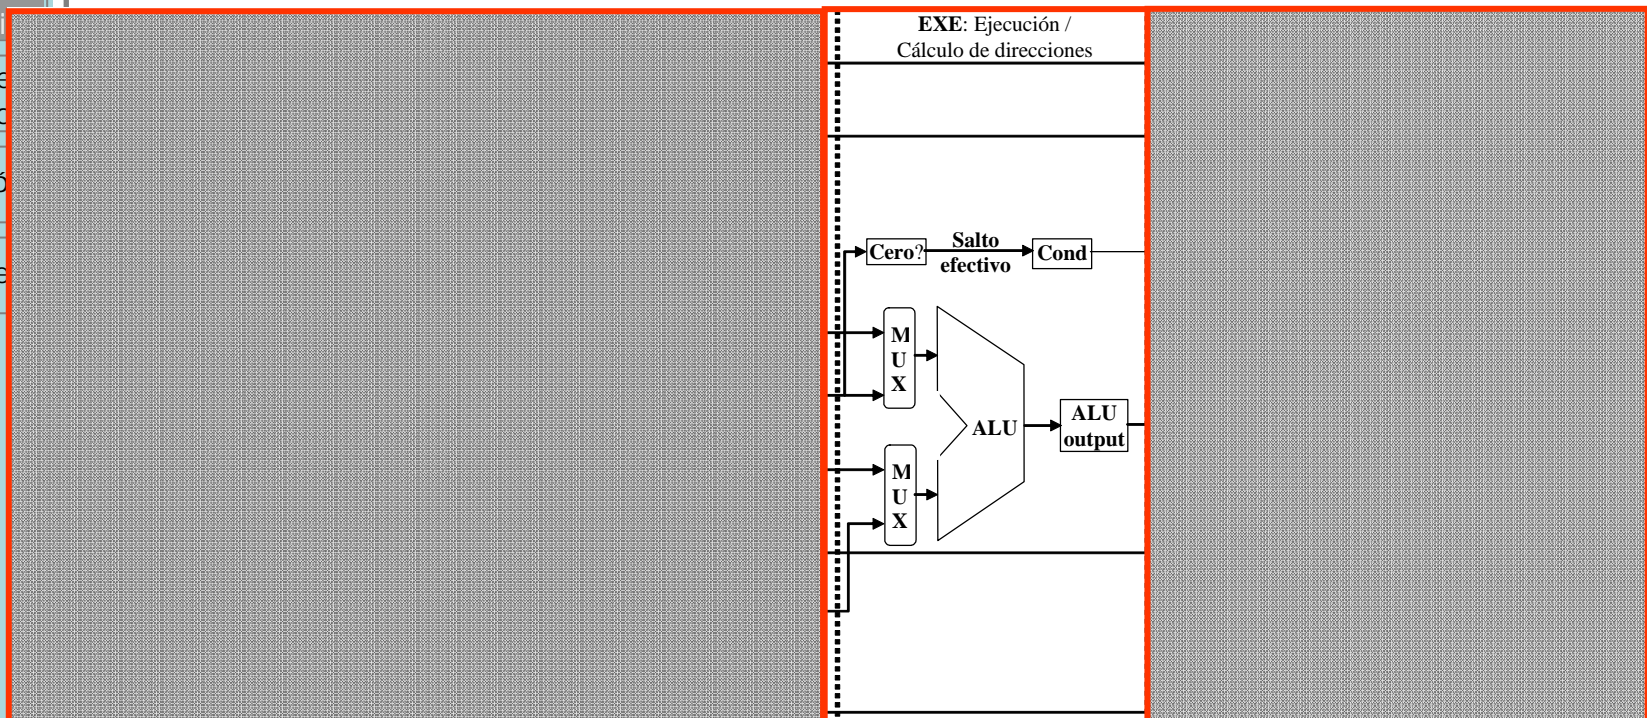 EXE: Ejecución /
Cálculo de direcciones
Cero?
Salto
efectivo
Cond
M
U
X
ALU
ALU
output
M
U
X